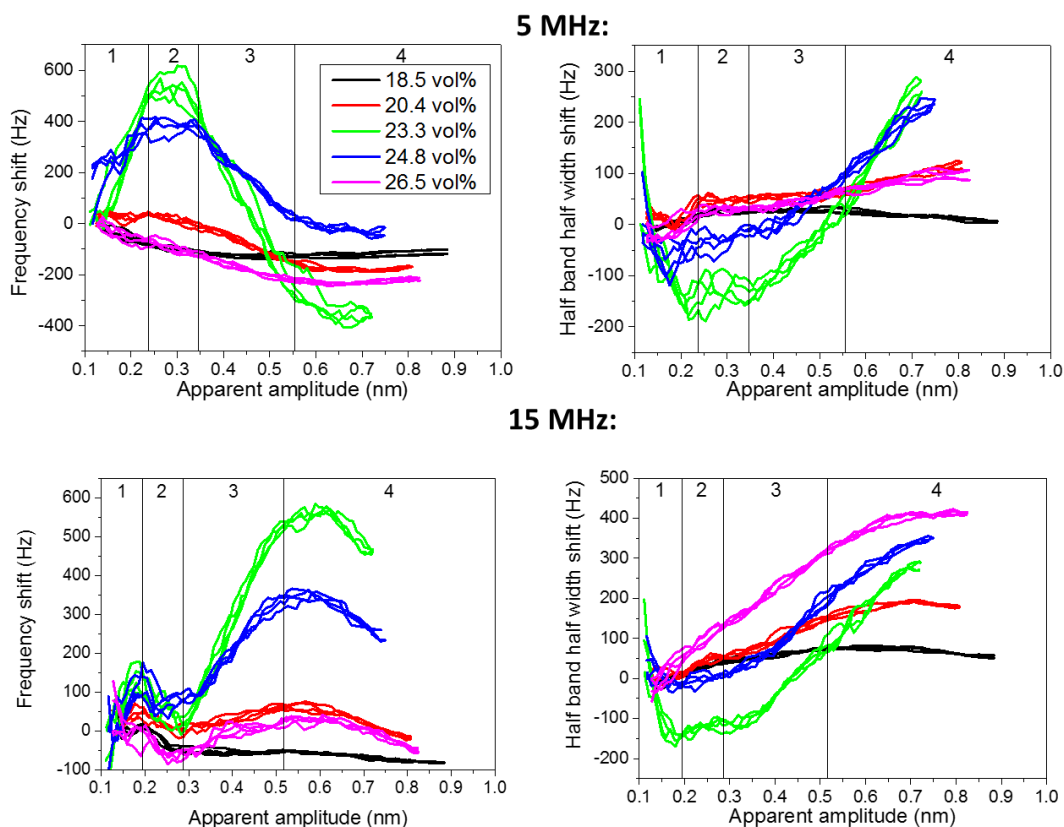 5 MHz:
1 2 3 4
600
400
200
0
-200
-400
Frequency shift (Hz)
18.5 vol%
20.4 vol%
23.3 vol%
24.8 vol%
26.5 vol%
0.1 0.2 0.3 0.4 0.5 0.6 0.7 0.8 0.9 1.0
Apparent amplitude (nm)
1 2 3 4
300
200
100
0
-100
-200
Half band half width shift (Hz)
0.1 0.2 0.3 0.4 0.5 0.6 0.7 0.8 0.9 1.0
Apparent amplitude (nm)
15 MHz:
1 2 3 4
600
500
400
300
200
100
0
-100
Frequency shift (Hz)
0.1 0.2 0.3 0.4 0.5 0.6 0.7 0.8 0.9 1.0
Apparent amplitude (nm)
1 2 3 4
500
400
300
200
100
0
-100
-200
Half band half width shift (Hz)
0.1 0.2 0.3 0.4 0.5 0.6 0.7 0.8 0.9 1.0
Apparent amplitude (nm)